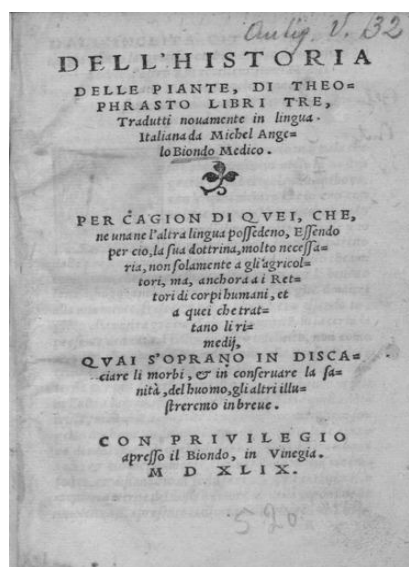 Antiq. V. 32
DELL'HISTORIA
DELLE PIANTE, DI THEO=
PHRASTO LIBRI TRE,
Tradutti novamente in lingua
Italiana da Michel Ange=
lo Biondo Medico.
PER CAGION DI QVEI, CHE,
ne una ne l'altra lingua posſedeno, Eſſendo
per cio, la ſua dottrina, molto neceſſa=
ria, non ſolamente a gli agricol=
tori, ma, anchora a i Ret=
tori di corpi humani, et
a quei che trat=
tano li ri=
medij,
QVAI S'OPRANO IN DISCA=
ciare li morbi, & in conſeruare la ſa=
nità, del huomo, gli altri illu=
ſtreremo in breue.
CON PRIVILEGIO
apreſſo il Biondo, in Vinegia.
M D XLIX.
520